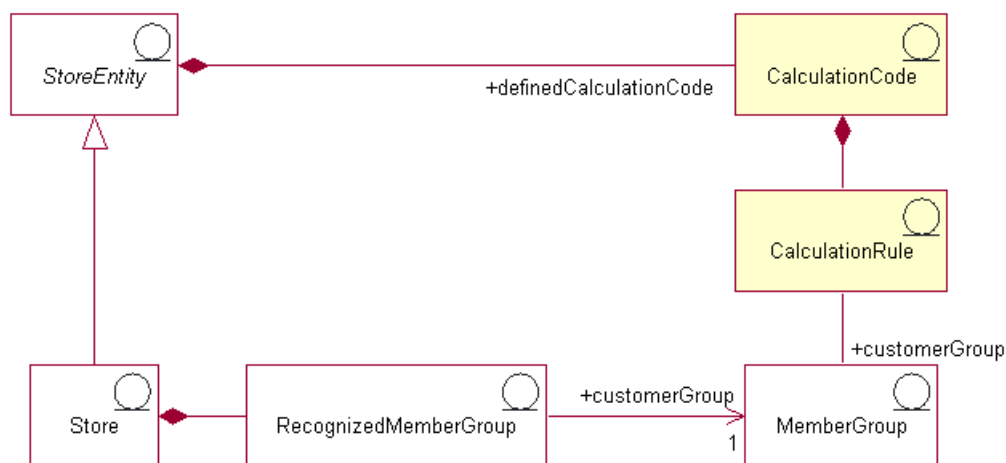 StoreEntity
CalculationCode
+definedCalculationCode
CalculationRule
+customerGroup
+customerGroup
Store
RecognizedMemberGroup
1
MemberGroup